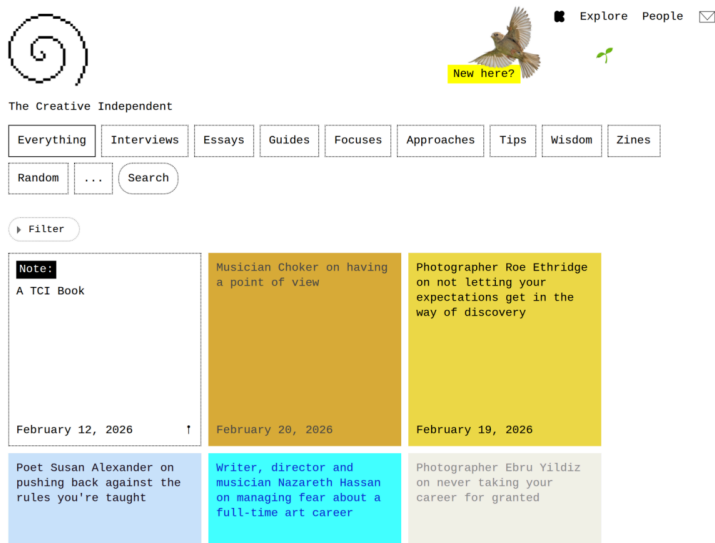 Explore People
New here?
The Creative Independent
Everything Interviews Essays Guides Focuses Approaches Tips Wisdom Zines
Random ... Search
Filter
Note:
A TCI Book
February 12, 2026
Musician Choker on having
a point of view
February 20, 2026
Photographer Roe Ethridge
on not letting your
expectations get in the
way of discovery
February 19, 2026
Poet Susan Alexander on
pushing back against the
rules you're taught
Writer, director and
musician Nazareth Hassan
on managing fear about a
full-time art career
Photographer Ebru Yildiz
on never taking your
career for granted